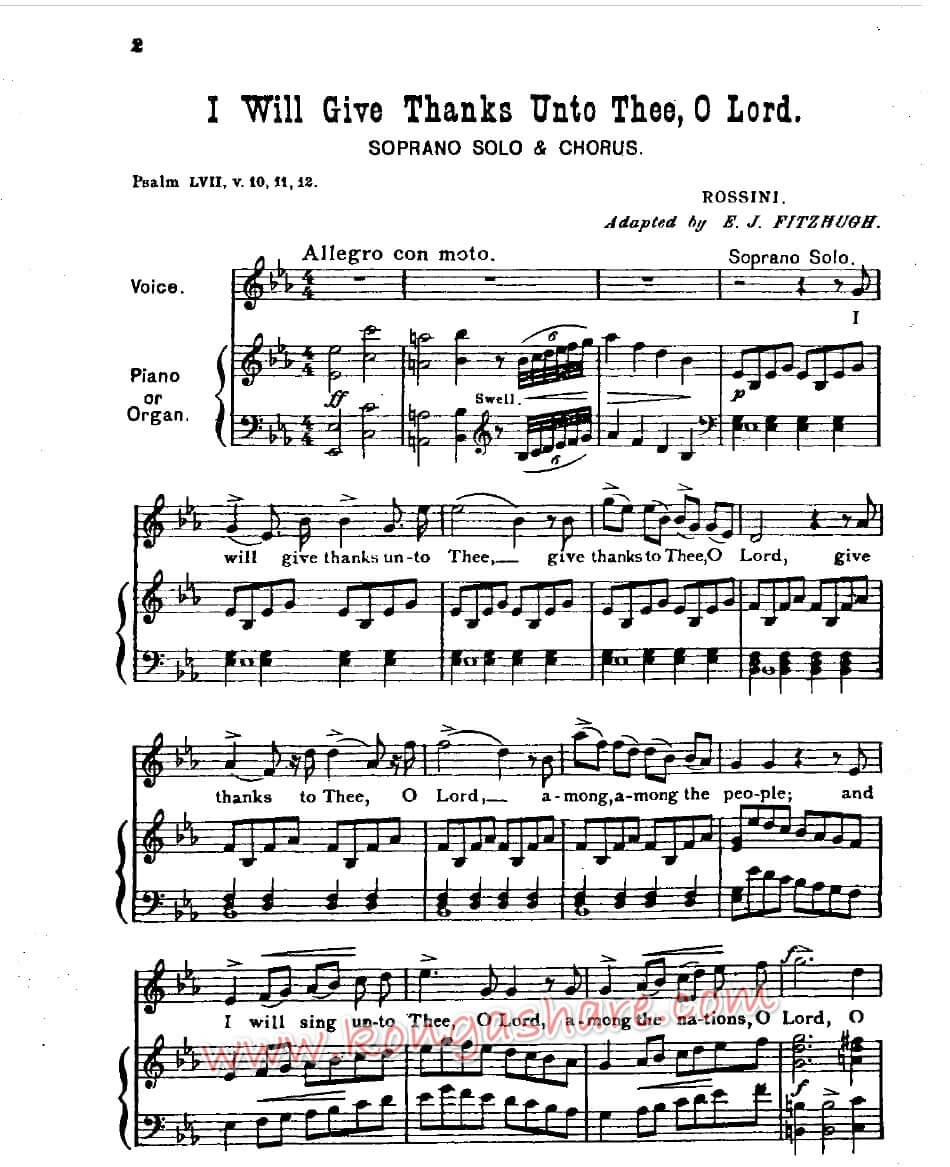 2
I Will Give Thanks Unto Thee, O Lord.
SOPRANO SOLO & CHORUS.
Psalm LVII, v. 10, 11, 12.
ROSSINI.
Adapted by E. J. FITZHUGH.
Allegro con moto.
Soprano Solo.
Voice.
I
Piano
or
Organ.
ff
Swell.
6
6
p
will give thanks un-to Thee, give thanks to Thee, O Lord, give
thanks to Thee, O Lord, a-mong, a-mong the peo-ple; and
f
I will sing un-to Thee, O Lord, a-mong the na-tions, O Lord, O
www.kongashare.com
f